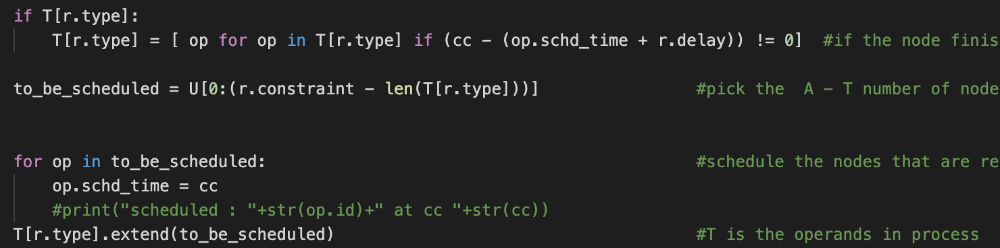 if T[r.type]:
    T[r.type] = [ op for op in T[r.type] if (cc - (op.schd_time + r.delay)) != 0]  #if the node finis
to_be_scheduled = U[0:(r.constraint - len(T[r.type]))]                #pick the  A - T number of node
for op in to_be_scheduled:                                            #schedule the nodes that are re
    op.schd_time = cc
    #print("scheduled : "+str(op.id)+" at cc "+str(cc))
T[r.type].extend(to_be_scheduled)                                     #T is the operands in process